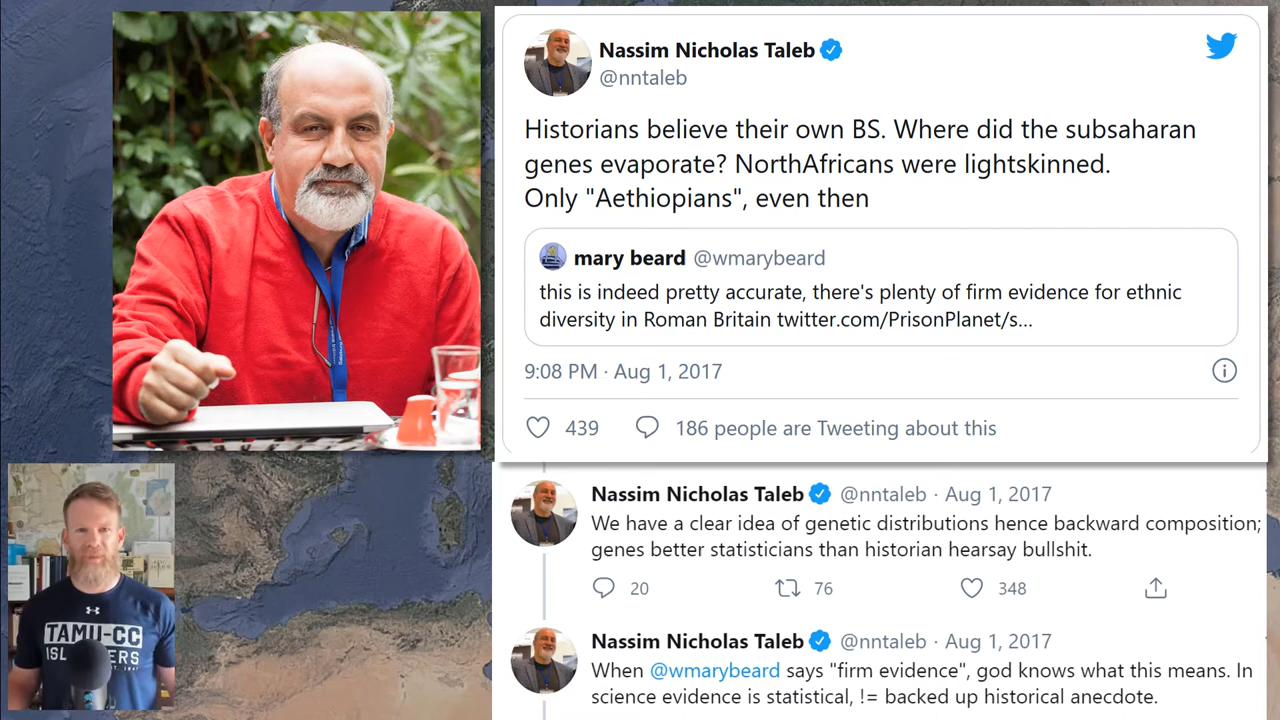 Nassim Nicholas Taleb
@nntaleb
Historians believe their own BS. Where did the subsaharan
genes evaporate? NorthAfricans were lightskinned.
Only "Aethiopians", even then
mary beard @wmarybeard
this is indeed pretty accurate, there's plenty of firm evidence for ethnic
diversity in Roman Britain twitter.com/PrisonPlanet/s...
9:08 PM · Aug 1, 2017
439 186 people are Tweeting about this
Nassim Nicholas Taleb @nntaleb · Aug 1, 2017
We have a clear idea of genetic distributions hence backward composition;
genes better statisticians than historian hearsay bullshit.
20 76 348
Nassim Nicholas Taleb @nntaleb · Aug 1, 2017
When @wmarybeard says "firm evidence", god knows what this means. In
science evidence is statistical, != backed up historical anecdote.
TAMU-CC